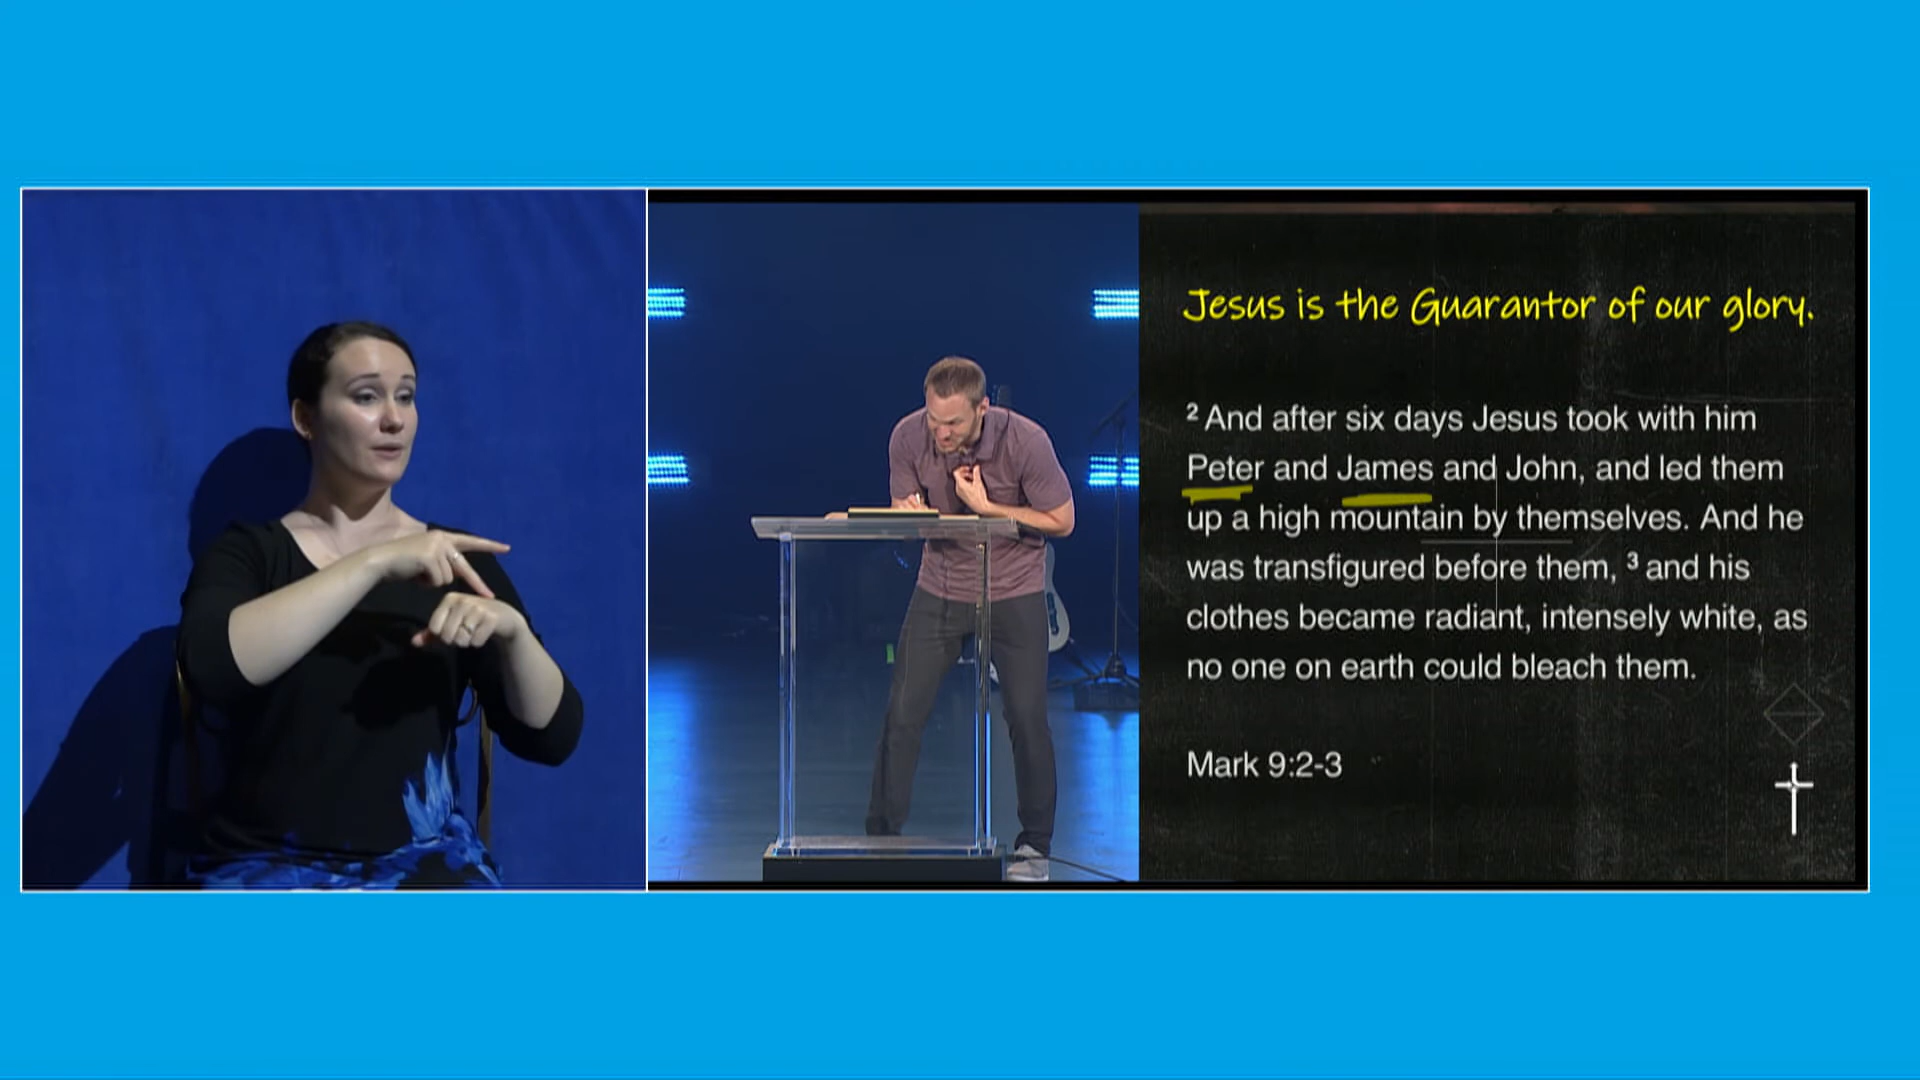 Jesus is the Guarantor of our glory.
² And after six days Jesus took with him
Peter and James and John, and led them
up a high mountain by themselves. And he
was transfigured before them, ³ and his
clothes became radiant, intensely white, as
no one on earth could bleach them.
Mark 9:2-3